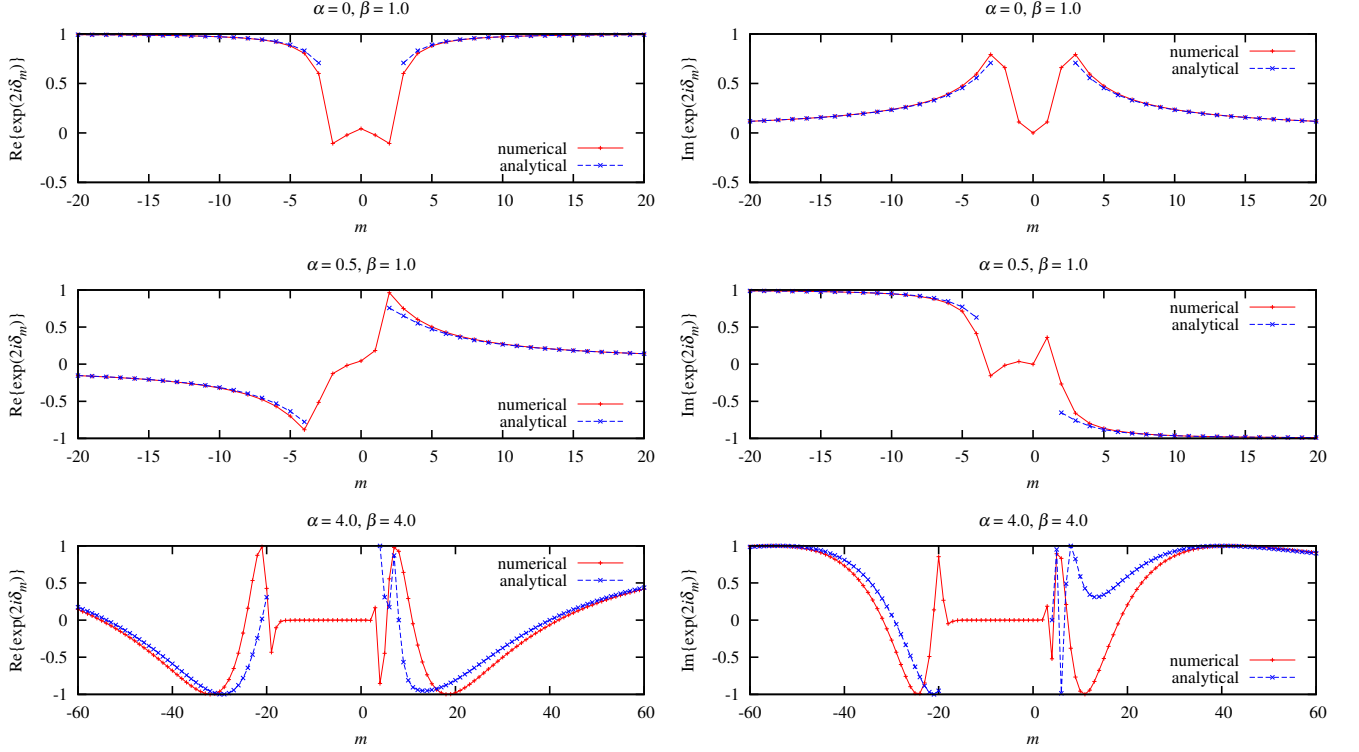 α = 0, β = 1.0
Re{exp(2iδm)}
1
0.5
0
-0.5
numerical
analytical
-20 -15 -10 -5 0 5 10 15 20
m
α = 0, β = 1.0
Im{exp(2iδm)}
1
0.5
0
-0.5
numerical
analytical
-20 -15 -10 -5 0 5 10 15 20
m
α = 0.5, β = 1.0
Re{exp(2iδm)}
1
0.5
0
-0.5
-1
numerical
analytical
-20 -15 -10 -5 0 5 10 15 20
m
α = 0.5, β = 1.0
Im{exp(2iδm)}
1
0.5
0
-0.5
-1
numerical
analytical
-20 -15 -10 -5 0 5 10 15 20
m
α = 4.0, β = 4.0
Re{exp(2iδm)}
1
0.5
0
-0.5
-1
numerical
analytical
-60 -40 -20 0 20 40 60
m
α = 4.0, β = 4.0
Im{exp(2iδm)}
1
0.5
0
-0.5
-1
numerical
analytical
-60 -40 -20 0 20 40 60
m